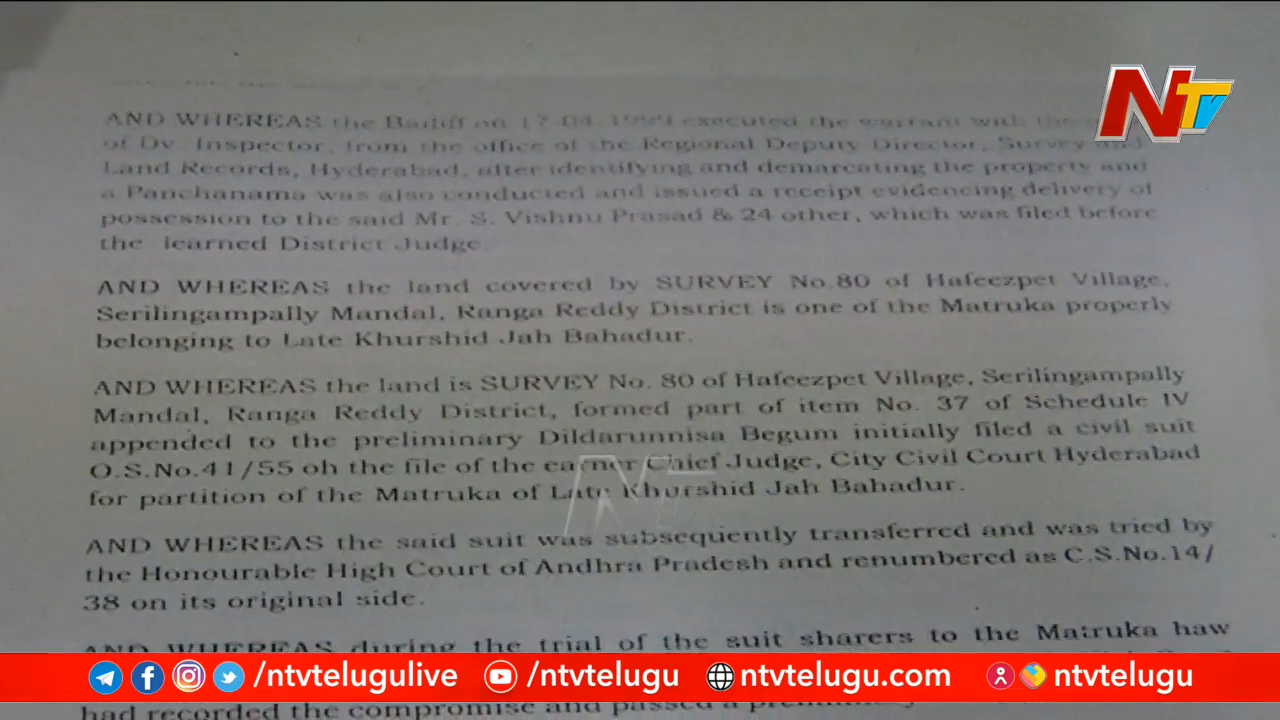 NTV
AND WHEREAS the Bailift on 17-04-1999 executed the warrant with the
of Dy. Inspector, from the office of the Regional Deputy Director, Survey and
Land Records, Hyderabad, after identifying and demarcating the property and
a Panchanama was also conducted and issued a receipt evidencing delivery of
possession to the said Mr. S. Vishnu Prasad & 24 other, which was filed before
the learned District Judge.
AND WHEREAS the land covered by SURVEY No.80 of Hafeezpet Village,
Serilingampally Mandal, Ranga Reddy District is one of the Matruka properly
belonging to Late Khurshid Jah Bahadur.
AND WHEREAS the land is SURVEY No. 80 of Hafeezpet Village, Serilingampally
Mandal, Ranga Reddy District, formed part of item No. 37 of Schedule IV
appended to the preliminary Dildarunnisa Begum initially filed a civil suit
O.S.No.41/55 oh the file of the Chief Judge, City Civil Court Hyderabad
for partition of the Matruka of Late Khurshid Jah Bahadur.
AND WHEREAS the said suit was subsequently transferred and was tried by
the Honourable High Court of Andhra Pradesh and renumbered as C.S.No.14/
38 on its original side.
AND WHEREAS during the trial of the suit sharers to the Matruka haw
/ntvtelugulive /ntvtelugu ntvtelugu.com ntvtelugu
had recorded the compromise and passed a